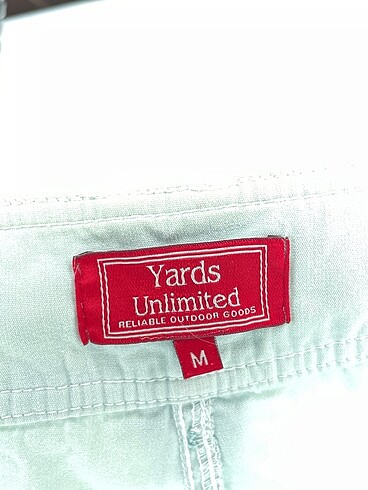 Yards
Unlimited
RELIABLE OUTDOOR GOODS
M.